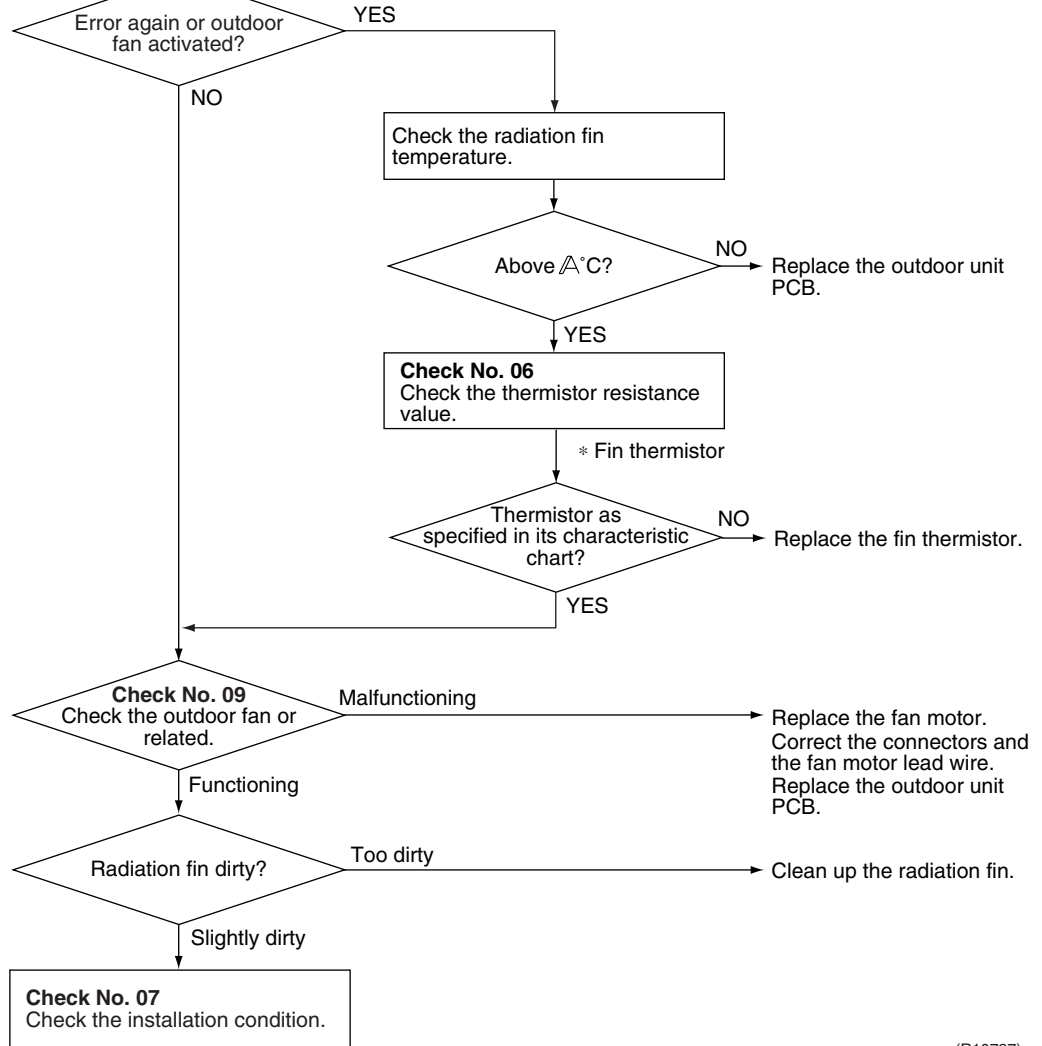 Error again or outdoor
fan activated?
YES
NO
Check the radiation fin
temperature.
Above A°C?
NO
Replace the outdoor unit
PCB.
YES
Check No. 06
Check the thermistor resistance
value.
* Fin thermistor
Thermistor as
specified in its characteristic
chart?
NO
Replace the fin thermistor.
YES
Check No. 09
Check the outdoor fan or
related.
Malfunctioning
Replace the fan motor.
Correct the connectors and
the fan motor lead wire.
Replace the outdoor unit
PCB.
Functioning
Radiation fin dirty?
Too dirty
Clean up the radiation fin.
Slightly dirty
Check No. 07
Check the installation condition.